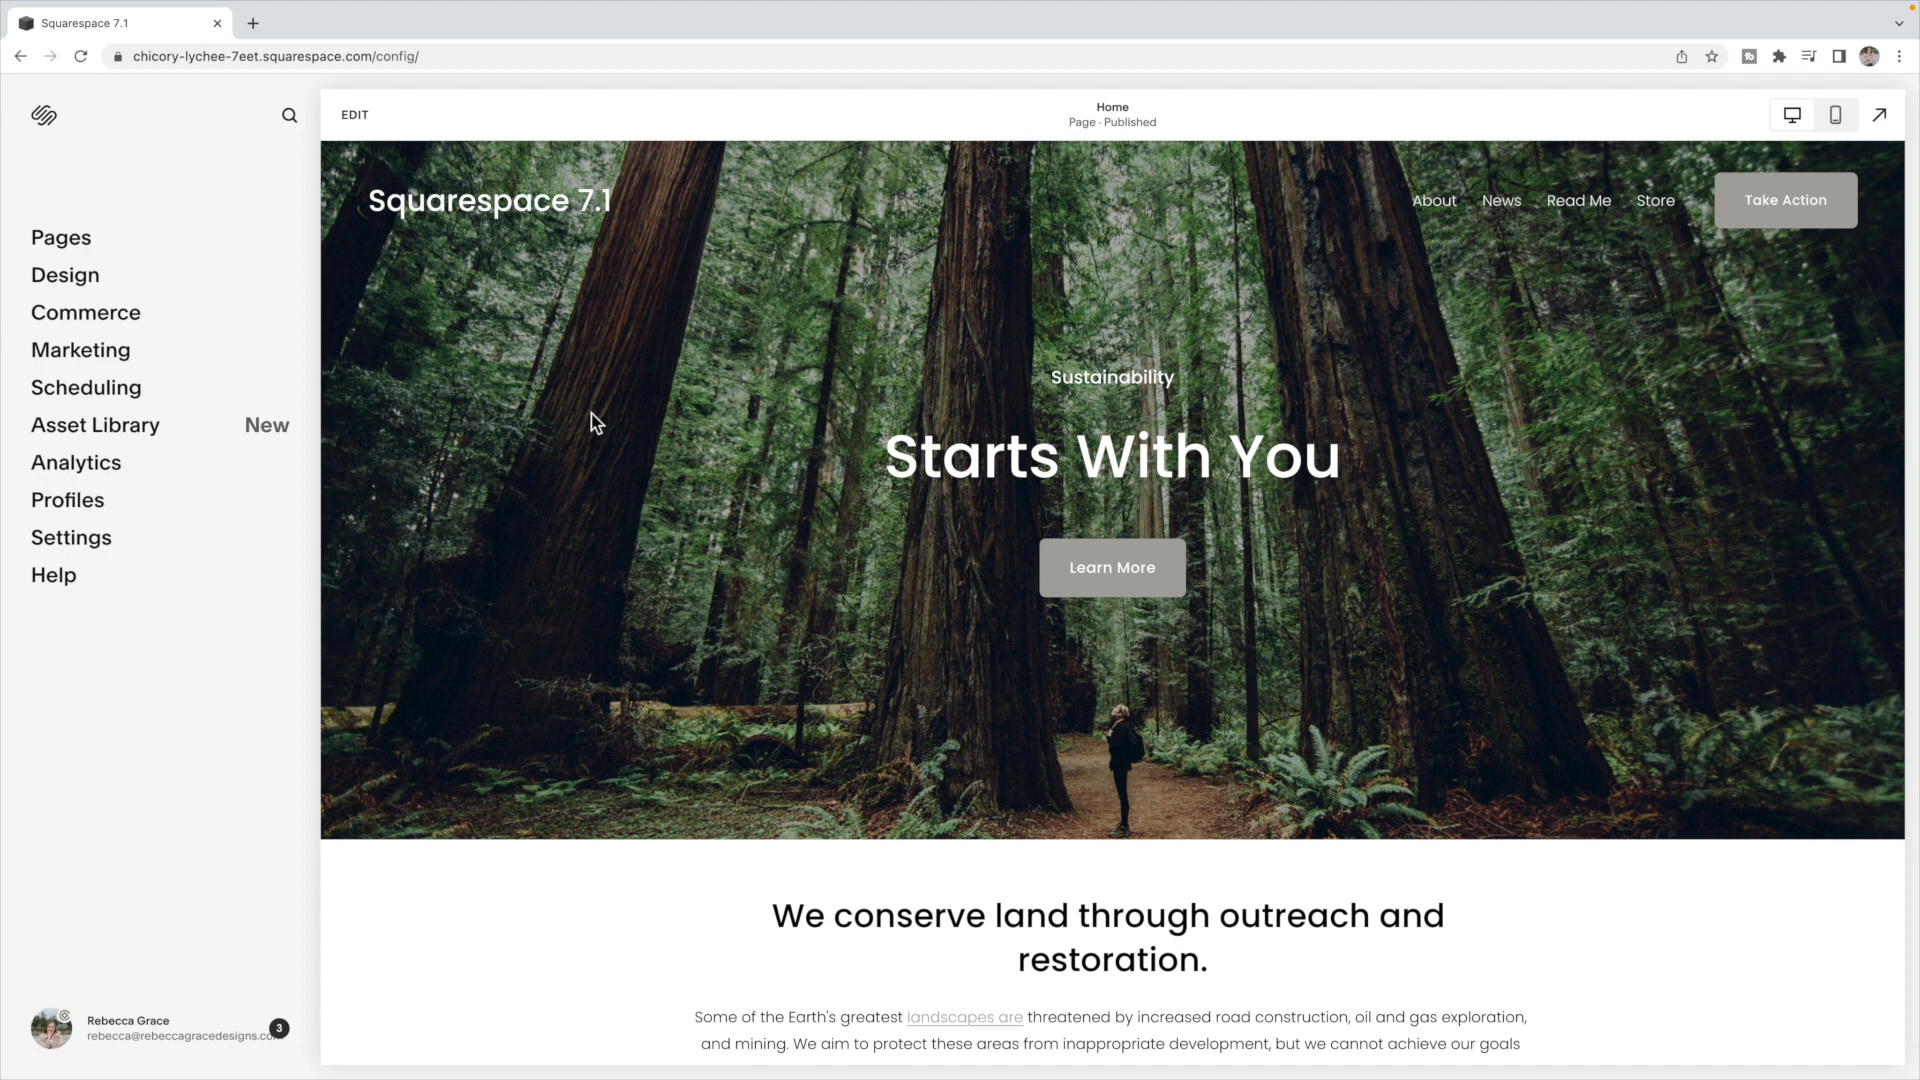 Squarespace 7.1
chicory-lychee-7eet.squarespace.com/config/
EDIT
Home
Page · Published
Pages
Design
Commerce
Marketing
Scheduling
Asset Library New
Analytics
Profiles
Settings
Help
Rebecca Grace
rebecca@rebeccagracedesigns.co
3
Squarespace 7.1
About News Read Me Store Take Action
Sustainability
Starts With You
Learn More
We conserve land through outreach and
restoration.
Some of the Earth's greatest landscapes are threatened by increased road construction, oil and gas exploration,
and mining. We aim to protect these areas from inappropriate development, but we cannot achieve our goals